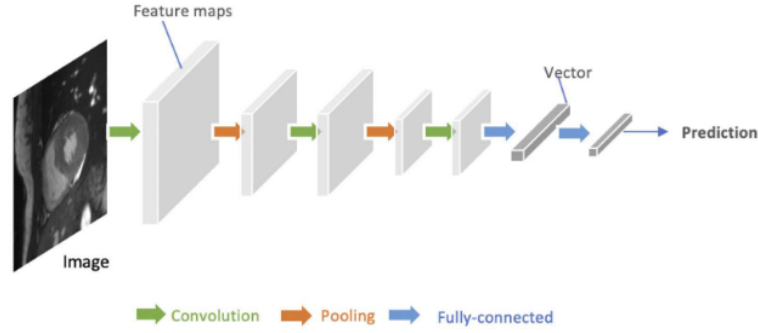 Feature maps
Vector
Prediction
Image
Convolution
Pooling
Fully-connected